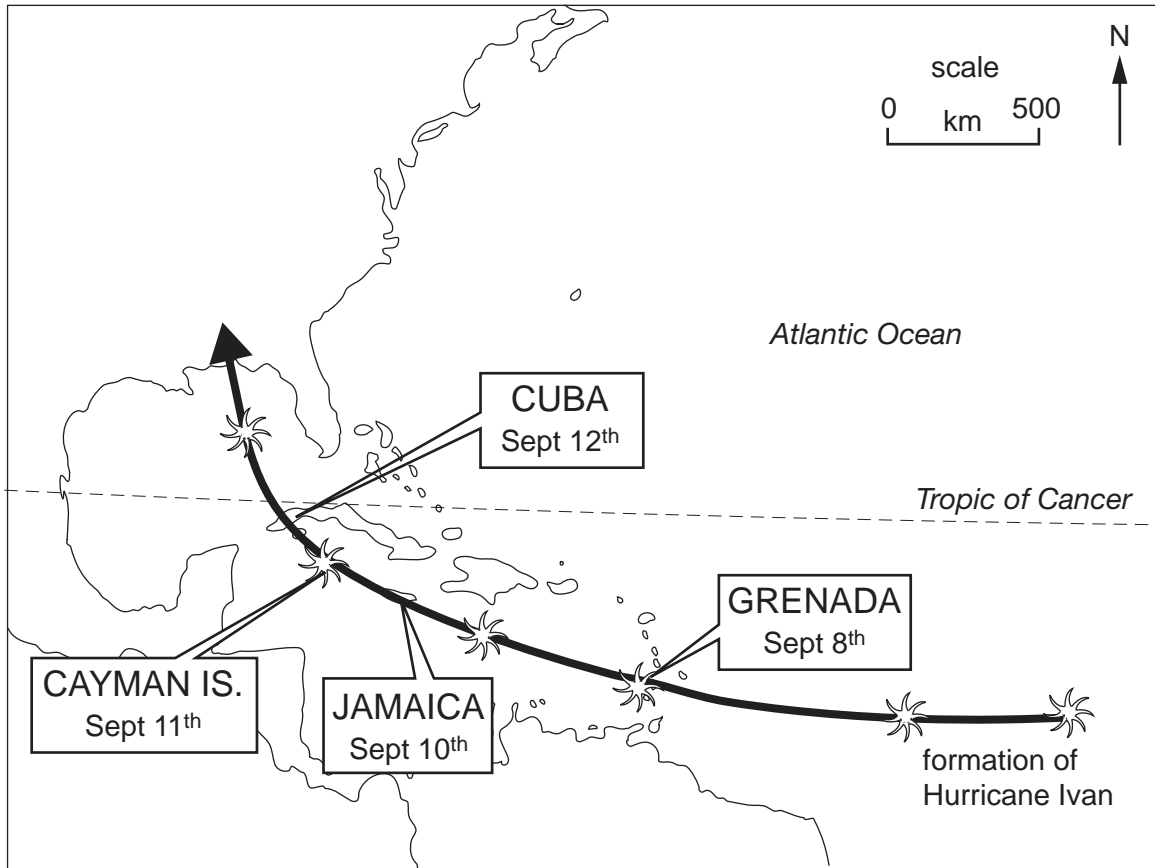 N
scale
0 500
km
Atlantic Ocean
CUBA
Sept 12th
Tropic of Cancer
GRENADA
Sept 8th
CAYMAN IS.
Sept 11th
JAMAICA
Sept 10th
formation of
Hurricane Ivan